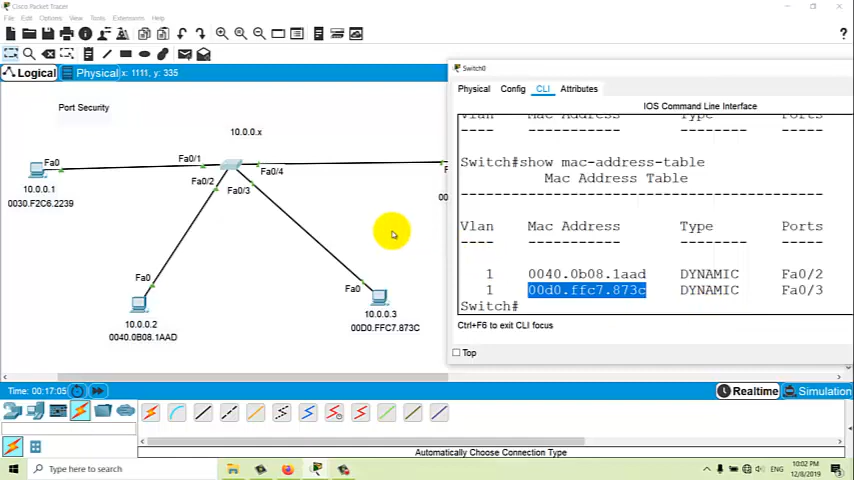 Cisco Packet Tracer
File Edit Options View Tools Extensions Help
Logical
Physical x: 1111, y: 335
Port Security
10.0.0.x
Fa0
Fa0/1
Fa0/4
10.0.0.1
0030.F2C6.2239
Fa0/2
Fa0/3
Fa0
Fa0
10.0.0.2
0040.0B08.1AAD
10.0.0.3
00D0.FFC7.873C
Switch0
Physical Config CLI Attributes
IOS Command Line Interface
Vlan Mac Address Type Ports
---- ----------- -------- -----
Switch#show mac-address-table
Mac Address Table
-------------------------------------------
Vlan Mac Address Type Ports
---- ----------- -------- -----
1 0040.0b08.1aad DYNAMIC Fa0/2
1 00d0.ffc7.873c DYNAMIC Fa0/3
Switch#
Ctrl+F6 to exit CLI focus
Top
Time: 00:17:05
Realtime
Simulation
Automatically Choose Connection Type
Type here to search
ENG
10:02 PM
12/8/2019